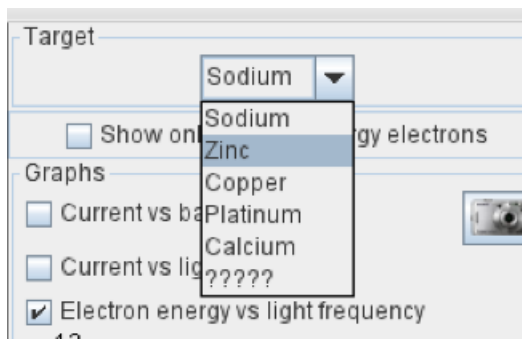 Target
Sodium
Sodium
Show onl gy electrons
Zinc
Graphs
Copper
Current vs ba
Platinum
Calcium
Current vs lig
?????
Electron energy vs light frequency